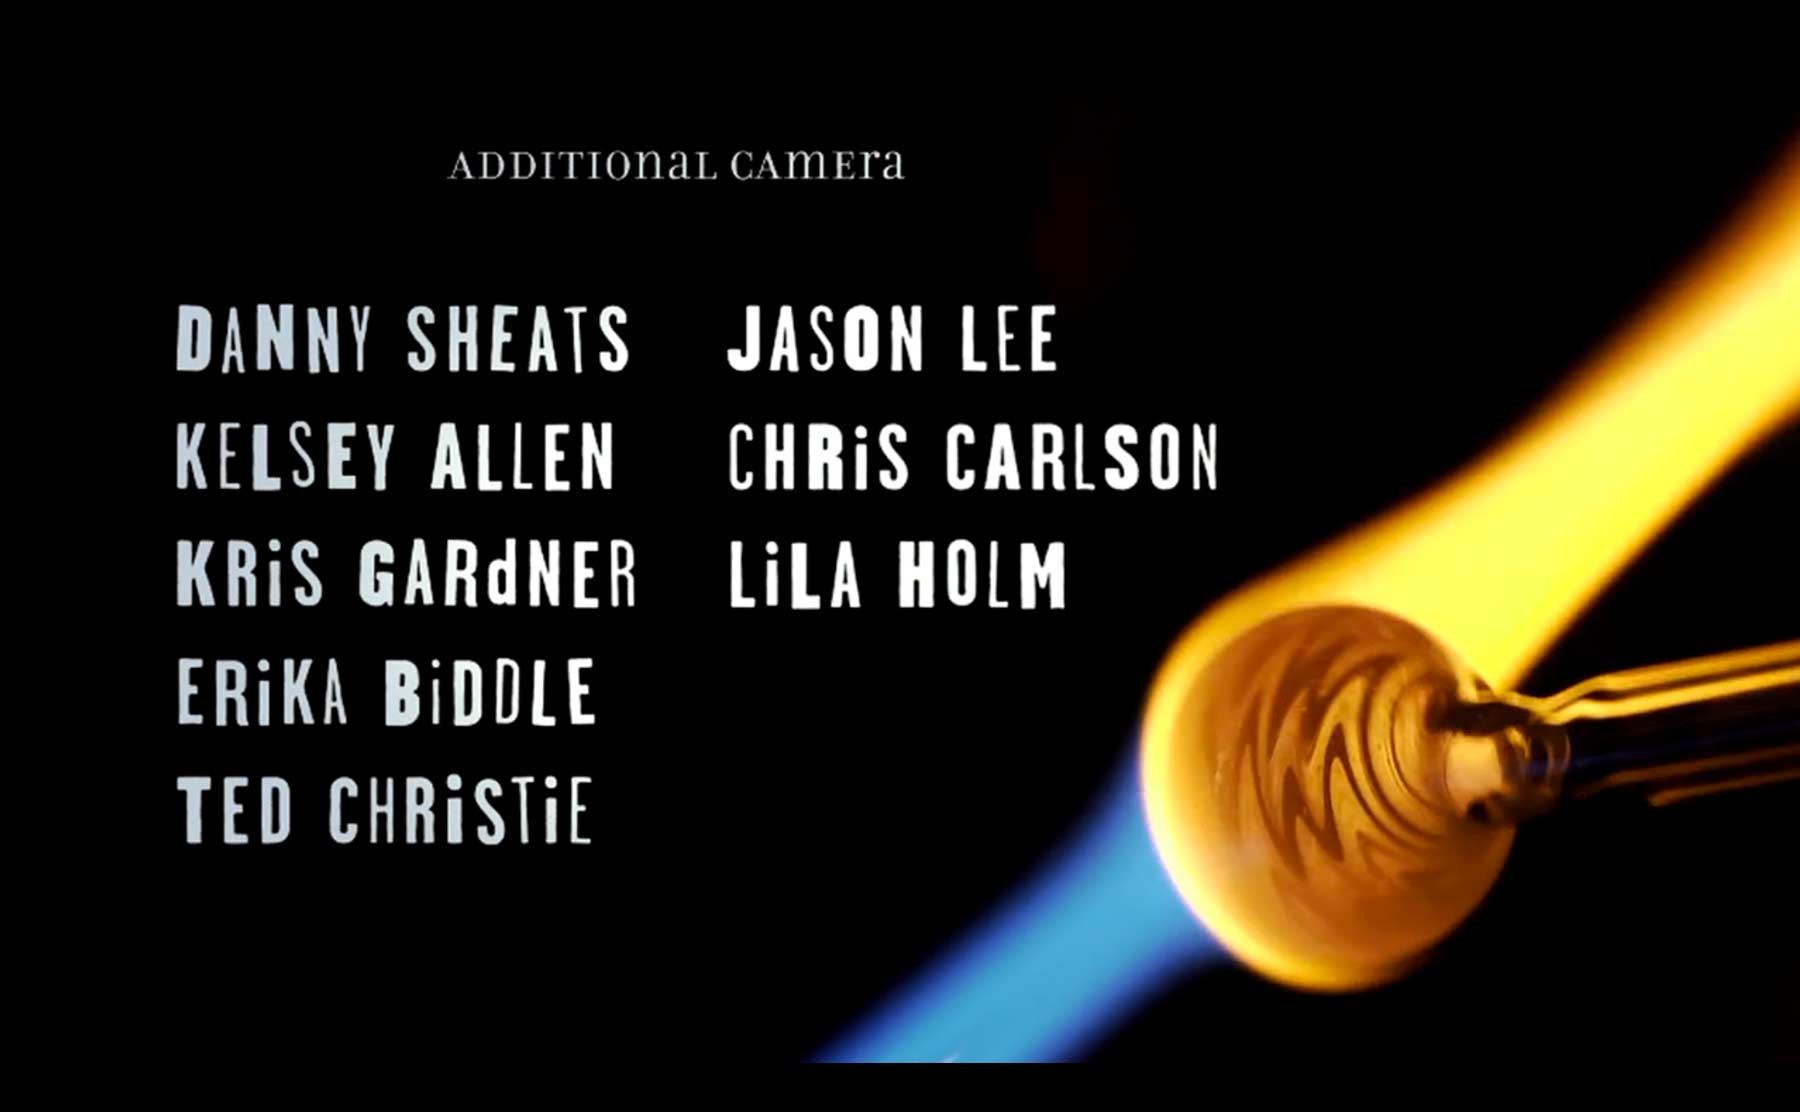 ADDITIOnaL CAmEra
DANNY SHEATS
KELSEY ALLEN
KRiS GARdNER
ERiKA BiDDLE
TED CHRiSTiE
JASON LEE
CHRiS CARLSON
LiLA HOLM